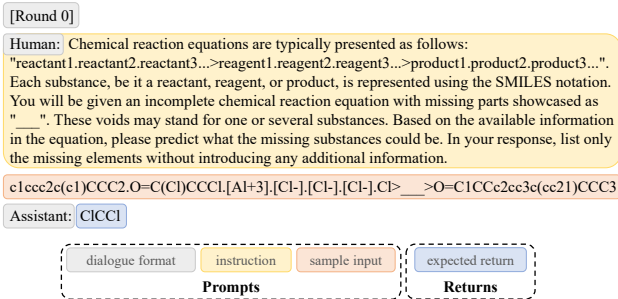 [Round 0]
Human: Chemical reaction equations are typically presented as follows:
"reactant1.reactant2.reactant3...>reagent1.reagent2.reagent3...>product1.product2.product3...".
Each substance, be it a reactant, reagent, or product, is represented using the SMILES notation.
You will be given an incomplete chemical reaction equation with missing parts showcased as
"___". These voids may stand for one or several substances. Based on the available information
in the equation, please predict what the missing substances could be. In your response, list only
the missing elements without introducing any additional information.
c1ccc2c(c1)CCC2.O=C(Cl)CCCl.[Al+3].[Cl-].[Cl-].[Cl-].Cl>___>O=C1CCc2cc3c(cc21)CCC3
Assistant: ClCCl
dialogue format instruction sample input expected return
Prompts Returns